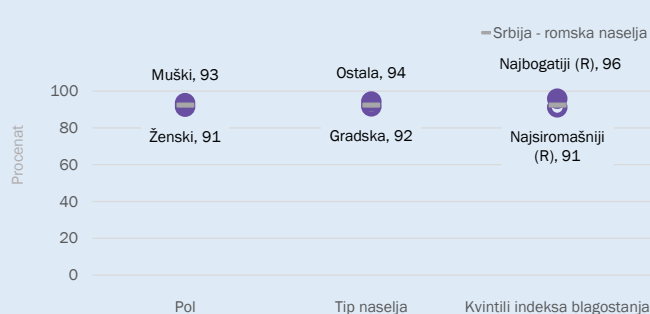 Srbija - romska naselja
Muški, 93
Ostala, 94
Najbogatiji (R), 96
Ženski, 91
Gradska, 92
Najsiromašniji
(R), 91
Procenat
100
80
60
40
20
0
Pol
Tip naselja
Kvintili indeksa blagostanja